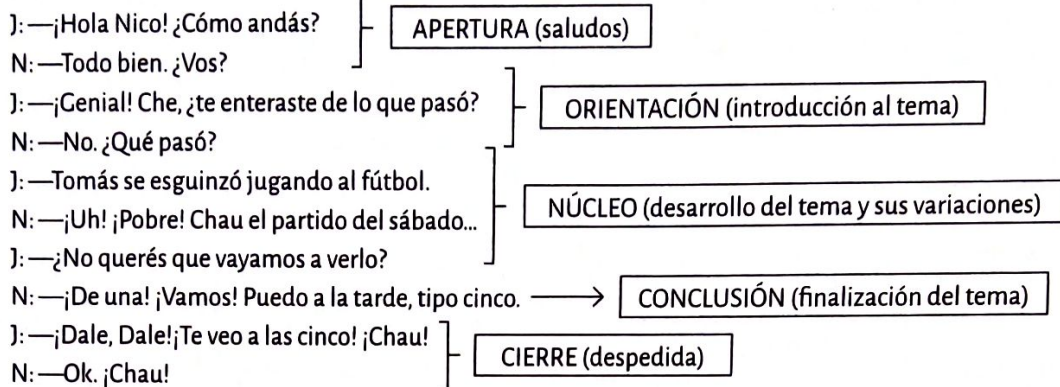 J: —¡Hola Nico! ¿Cómo andás?
APERTURA (saludos)
N: —Todo bien. ¿Vos?
J: —¡Genial! Che, ¿te enteraste de lo que pasó?
ORIENTACIÓN (introducción al tema)
N: —No. ¿Qué pasó?
J: —Tomás se esguinzó jugando al fútbol.
N: —¡Uh! ¡Pobre! Chau el partido del sábado...
NÚCLEO (desarrollo del tema y sus variaciones)
J: —¿No querés que vayamos a verlo?
N: —¡De una! ¡Vamos! Puedo a la tarde, tipo cinco.
CONCLUSIÓN (finalización del tema)
J: —¡Dale, Dale!¡Te veo a las cinco! ¡Chau!
CIERRE (despedida)
N: —Ok. ¡Chau!